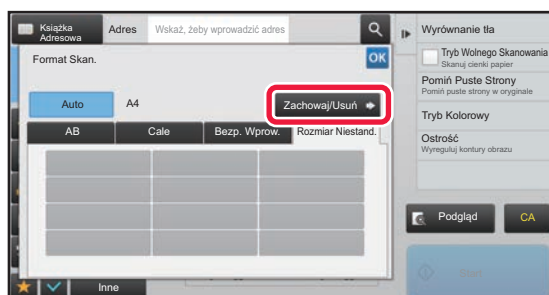 Książka
Adresowa
Adres
Wskaż, żeby wprowadzić adres
Wyrównanie tła
Format Skan.
OK
Tryb Wolnego Skanowania
Skanuj cienki papier
Pomiń Puste Strony
Pomiń puste strony w oryginale
Auto
A4
Zachowaj/Usuń
Tryb Kolorowy
AB
Cale
Bezp. Wprow.
Rozmiar Niestand.
Ostrość
Wyreguluj kontury obrazu
Podgląd
CA
Start
Inne